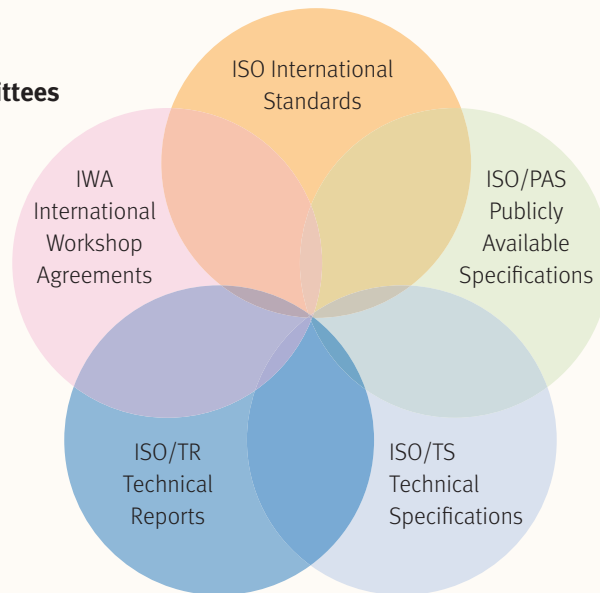 ISO International
Standards
IWA
International
Workshop
Agreements
ISO/PAS
Publicly
Available
Specifications
ISO/TR
Technical
Reports
ISO/TS
Technical
Specifications